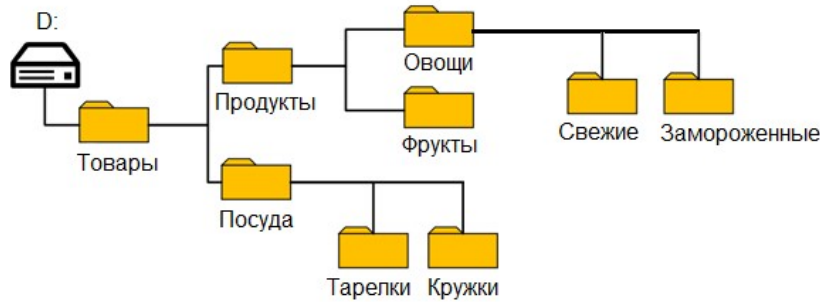 D:
Овощи
Продукты
Свежие
Замороженные
Фрукты
Товары
Посуда
Тарелки
Кружки